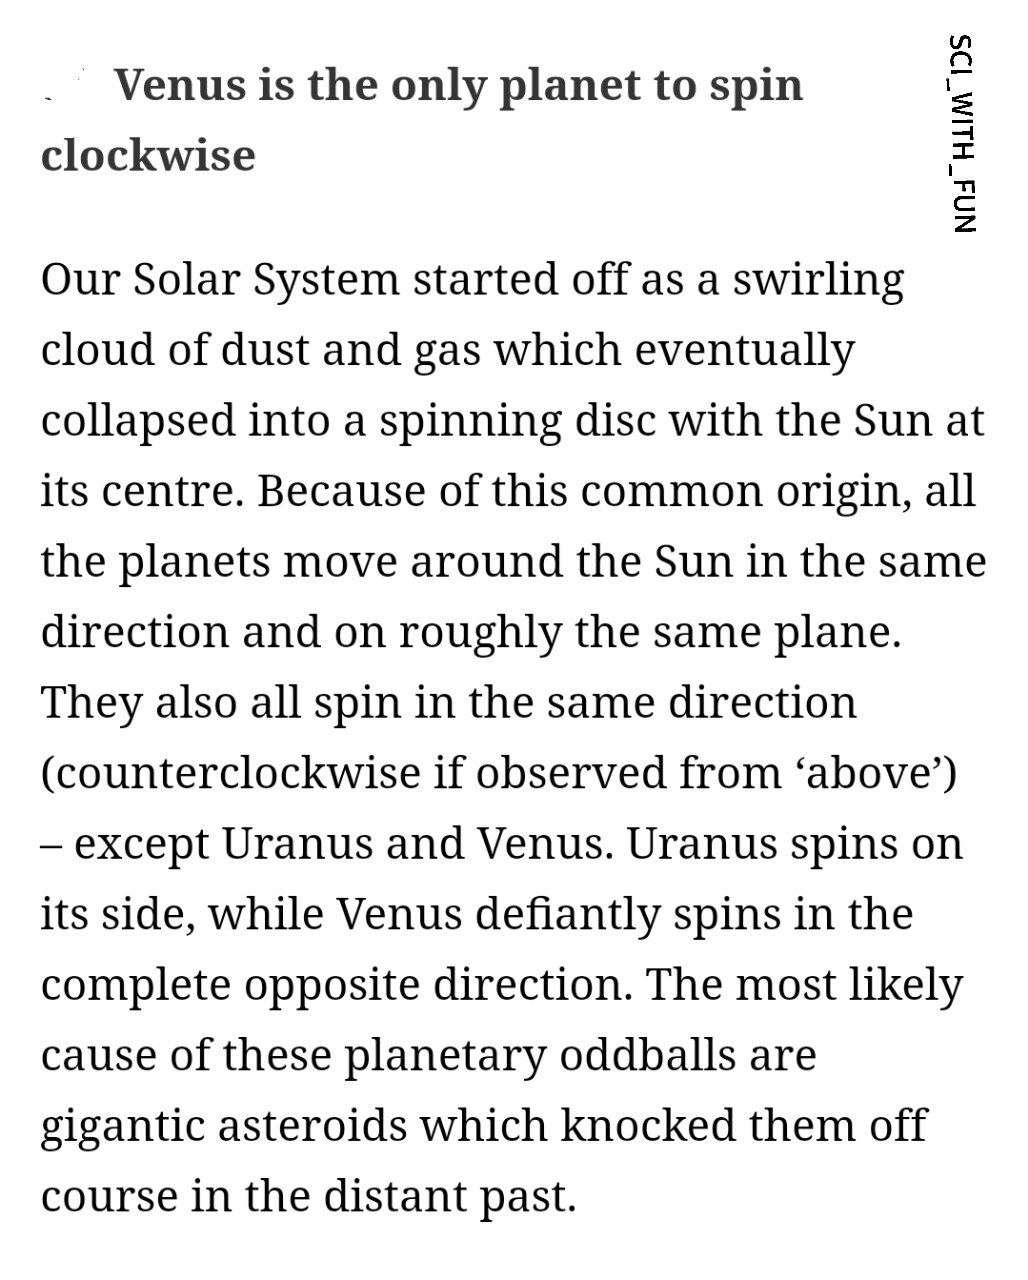 Venus is the only planet to spin
clockwise
SCI_WITH_FUN
Our Solar System started off as a swirling
cloud of dust and gas which eventually
collapsed into a spinning disc with the Sun at
its centre. Because of this common origin, all
the planets move around the Sun in the same
direction and on roughly the same plane.
They also all spin in the same direction
(counterclockwise if observed from ‘above’)
– except Uranus and Venus. Uranus spins on
its side, while Venus defiantly spins in the
complete opposite direction. The most likely
cause of these planetary oddballs are
gigantic asteroids which knocked them off
course in the distant past.